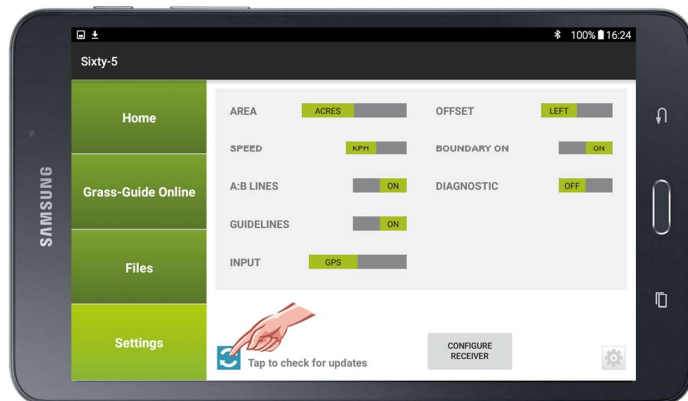 100% 16:24
Sixty-5
Home
Grass-Guide Online
Files
Settings
AREA ACRES OFFSET LEFT
SPEED KPH BOUNDARY ON ON
A:B LINES ON DIAGNOSTIC OFF
GUIDELINES ON
INPUT GPS
Tap to check for updates
CONFIGURE
RECEIVER
SAMSUNG